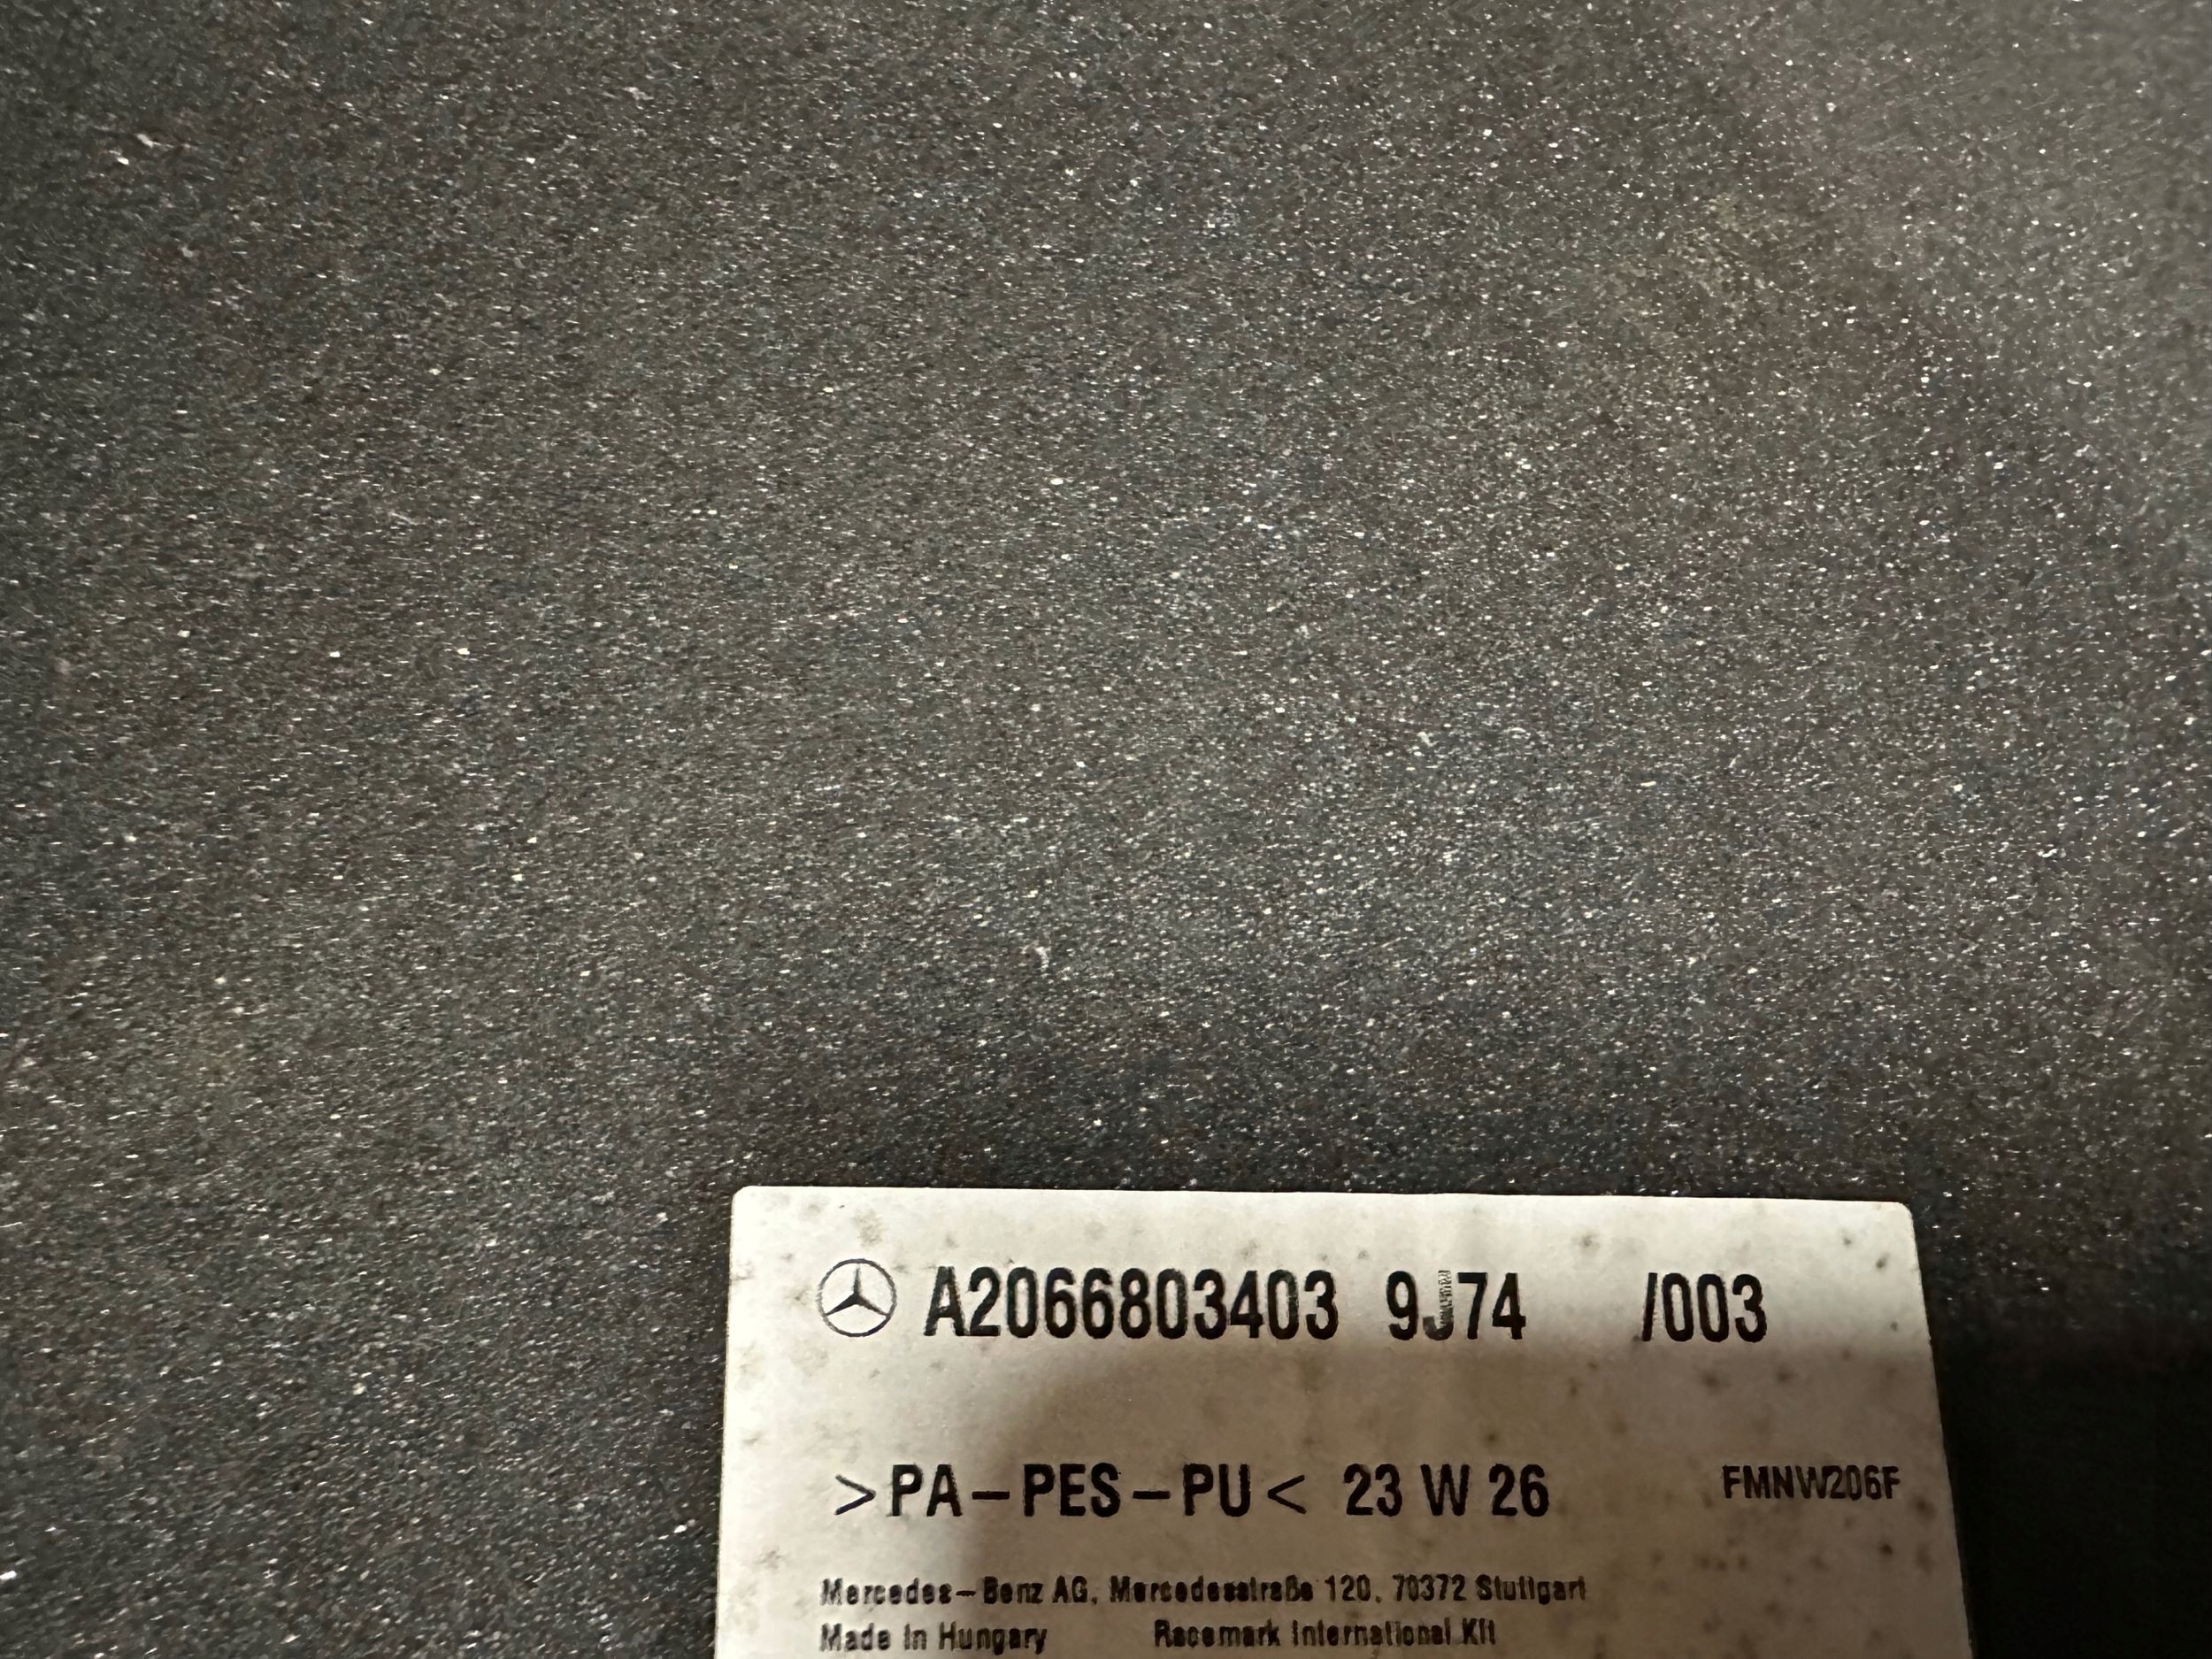 A2066803403 9J74 /003
>PA-PES-PU< 23 W 26 FMNW206F
Mercedes-Benz AG, Mercedesstraße 120, 70372 Stuttgart
Made In Hungary Racemark International Kft